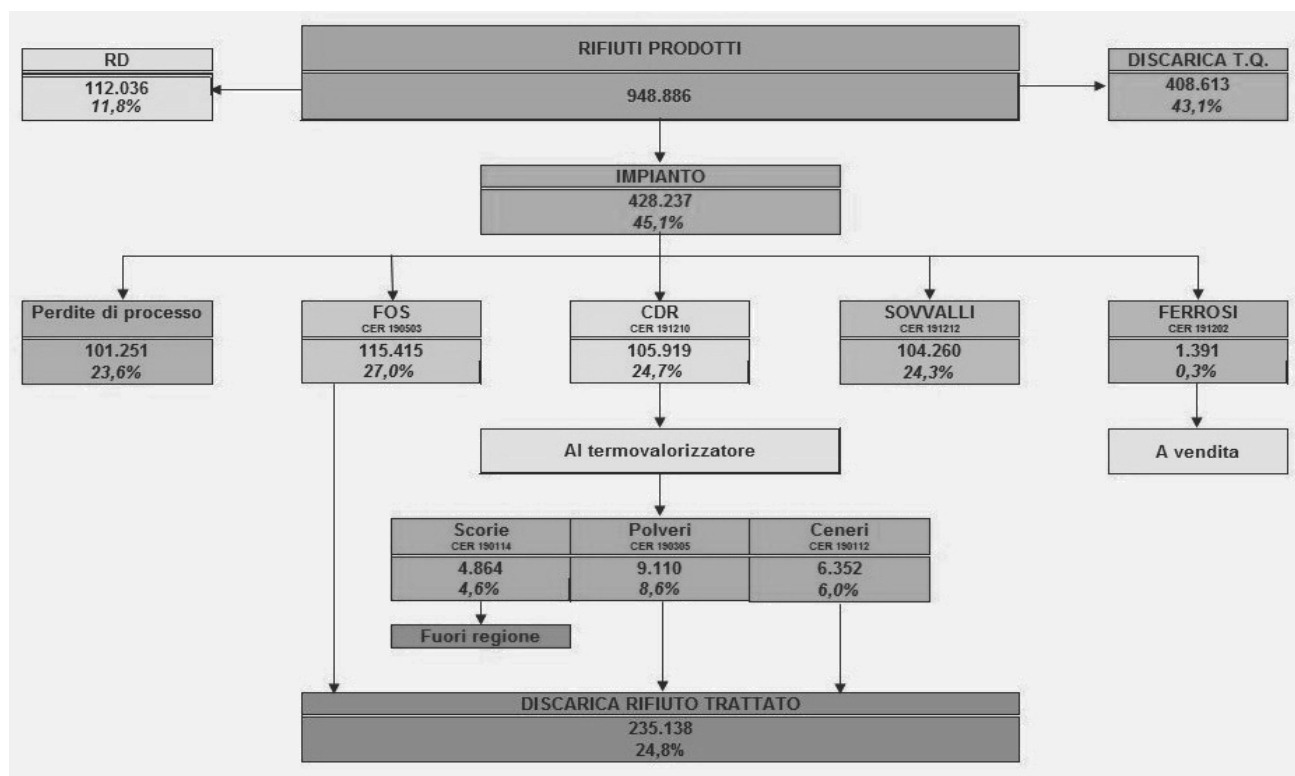 RIFIUTI PRODOTTI
948.886
RD
112.036
11,8%
DISCARICA T.Q.
408.613
43,1%
IMPIANTO
428.237
45,1%
Perdite di processo
101.251
23,6%
FOS
CER 190503
115.415
27,0%
CDR
CER 191210
105.919
24,7%
SOVVALLI
CER 191212
104.260
24,3%
FERROSI
CER 191202
1.391
0,3%
Al termovalorizzatore
A vendita
Scorie
CER 190114
4.864
4,6%
Polveri
CER 190305
9.110
8,6%
Ceneri
CER 190112
6.352
6,0%
Fuori regione
DISCARICA RIFIUTO TRATTATO
235.138
24,8%